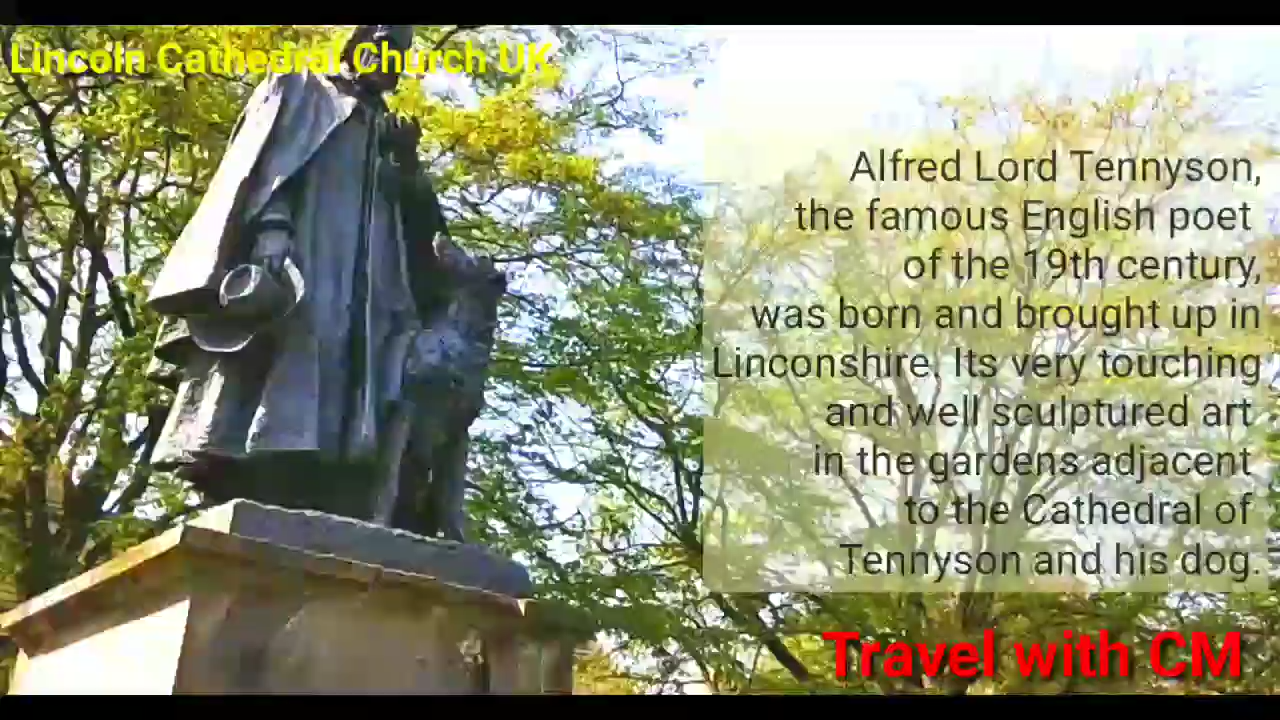 Lincoln Cathedral Church UK
Alfred Lord Tennyson,
the famous English poet
of the 19th century,
was born and brought up in
Linconshire. Its very touching
and well sculptured art
in the gardens adjacent
to the Cathedral of
Tennyson and his dog.
Travel with CM